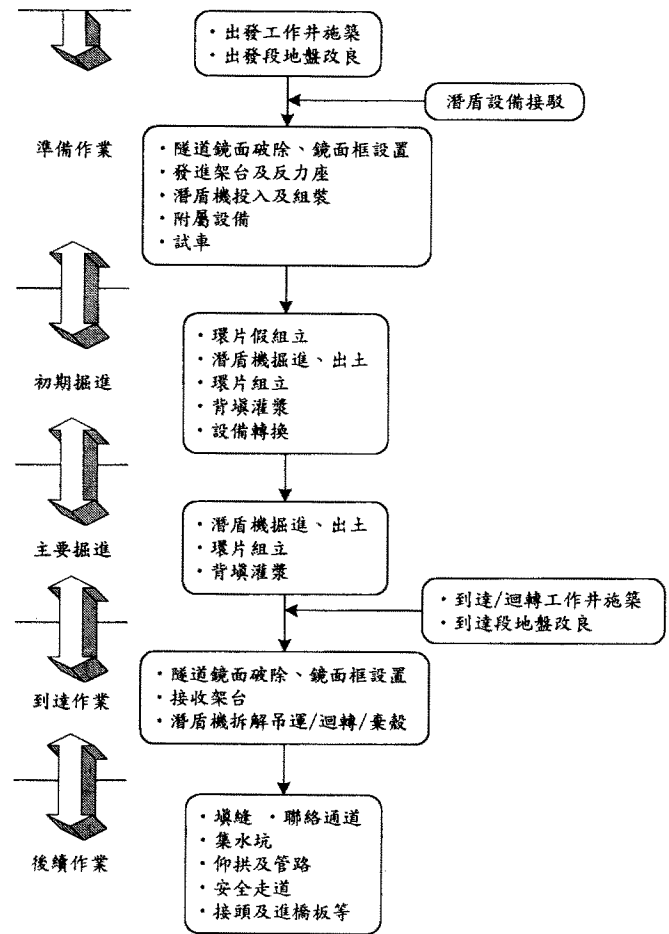 ・出發工作井施築
・出發段地盤改良
潛盾設備接駁
準備作業
・隧道鏡面破除、鏡面框設置
・發進架台及反力座
・潛盾機投入及組裝
・附屬設備
・試車
初期掘進
・環片假組立
・潛盾機掘進、出土
・環片組立
・背填灌漿
・設備轉換
主要掘進
・潛盾機掘進、出土
・環片組立
・背填灌漿
・到達/迴轉工作井施築
・到達段地盤改良
到達作業
・隧道鏡面破除、鏡面框設置
・接收架台
・潛盾機拆解吊運/迴轉/棄殼
後續作業
・填縫 ・聯絡通道
・集水坑
・仰拱及管路
・安全走道
・接頭及進橋板等